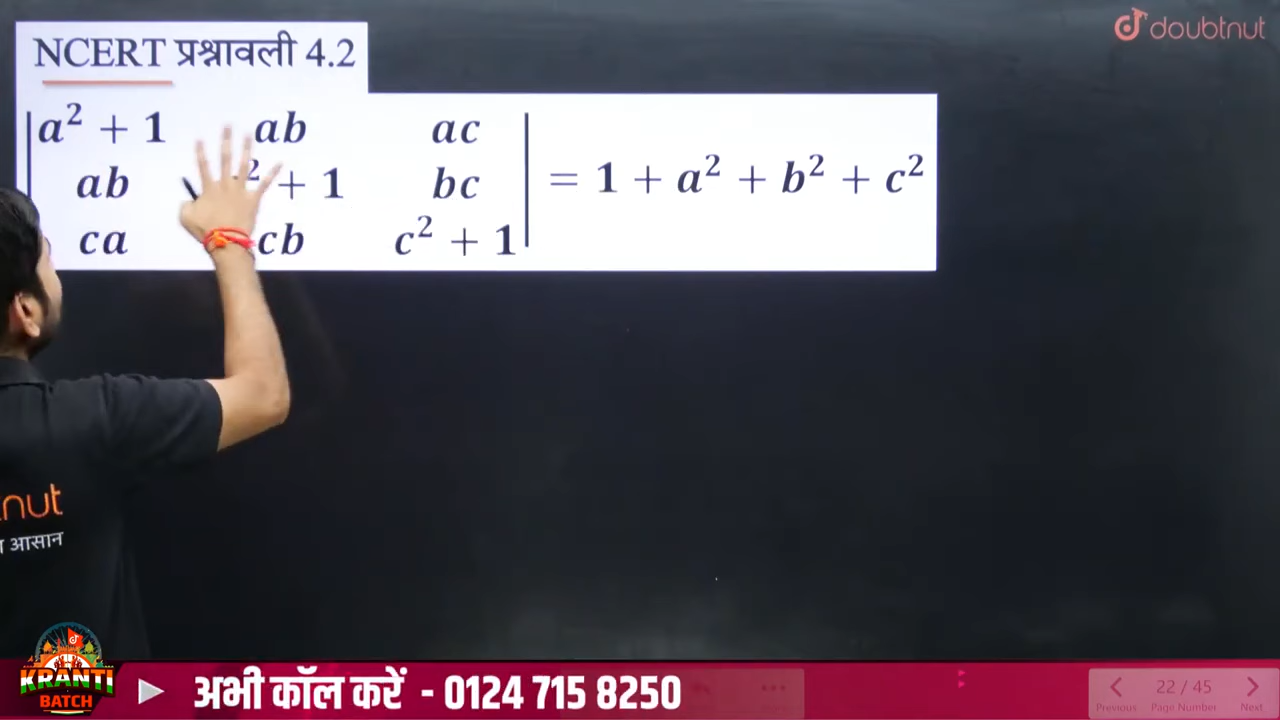 doubtnut
NCERT प्रश्नावली 4.2
a² + 1 ab ac
ab ² + 1 bc
ca cb c² + 1
= 1 + a² + b² + c²
nut
आसान
KRANTI
BATCH
अभी कॉल करें - 0124 715 8250
22 / 45
Previous Page Number Next